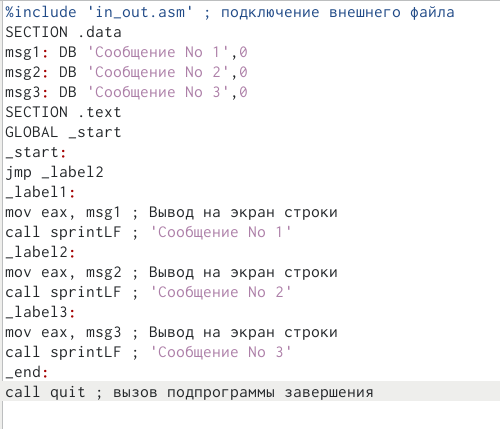 %include 'in_out.asm' ; подключение внешнего файла
SECTION .data
msg1: DB 'Сообщение No 1',0
msg2: DB 'Сообщение No 2',0
msg3: DB 'Сообщение No 3',0
SECTION .text
GLOBAL _start
_start:
jmp _label2
_label1:
mov eax, msg1 ; Вывод на экран строки
call sprintLF ; 'Сообщение No 1'
_label2:
mov eax, msg2 ; Вывод на экран строки
call sprintLF ; 'Сообщение No 2'
_label3:
mov eax, msg3 ; Вывод на экран строки
call sprintLF ; 'Сообщение No 3'
_end:
call quit ; вызов подпрограммы завершения